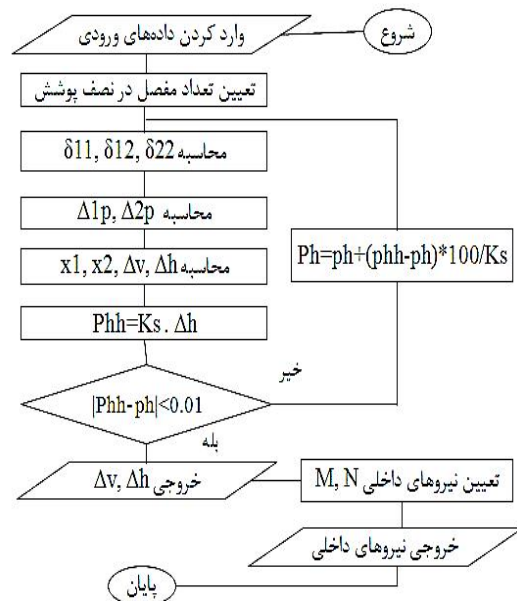 شروع
وارد کردن داده‌های ورودی
تعیین تعداد مفصل در نصف پوشش
محاسبه δ11, δ12, δ22
محاسبه Δ1p, Δ2p
محاسبه x1, x2, Δv, Δh
Phh=Ks . Δh
Ph=ph+(phh-ph)*100/Ks
|Phh-ph|<0.01
خیر
بله
خروجی Δv, Δh
تعیین نیروهای داخلی M, N
خروجی نیروهای داخلی
پایان